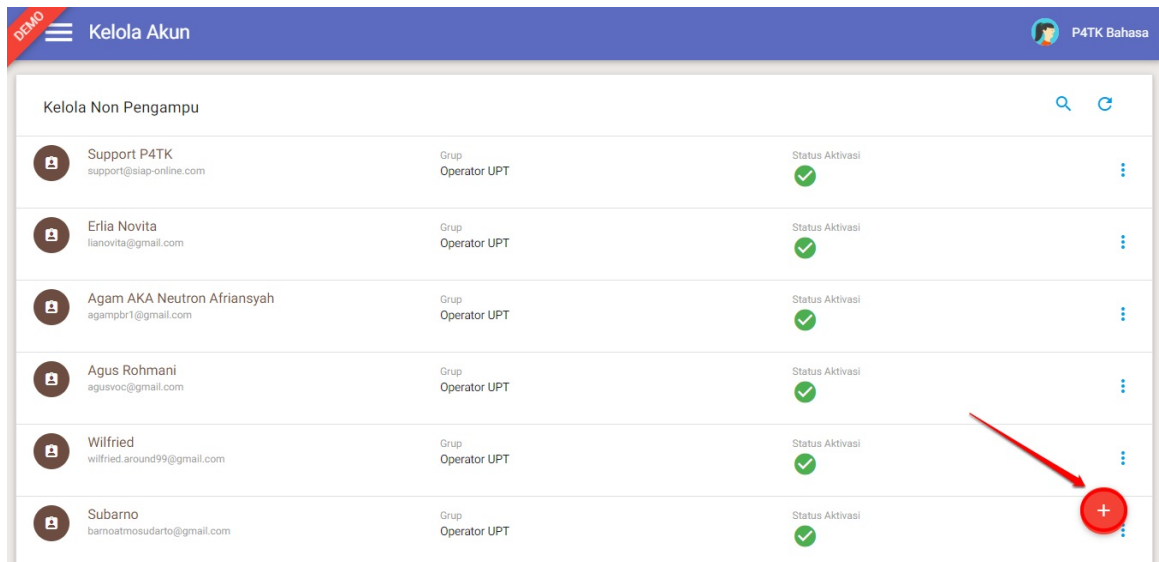 DEMO
Kelola Akun
P4TK Bahasa
Kelola Non Pengampu
Support P4TK
support@siap-online.com
Grup
Operator UPT
Status Aktivasi
Erlia Novita
lianovita@gmail.com
Grup
Operator UPT
Status Aktivasi
Agam AKA Neutron Afriansyah
agampbr1@gmail.com
Grup
Operator UPT
Status Aktivasi
Agus Rohmani
agusvoc@gmail.com
Grup
Operator UPT
Status Aktivasi
Wilfried
wilfried.around99@gmail.com
Grup
Operator UPT
Status Aktivasi
Subarno
barnoatmosudarto@gmail.com
Grup
Operator UPT
Status Aktivasi